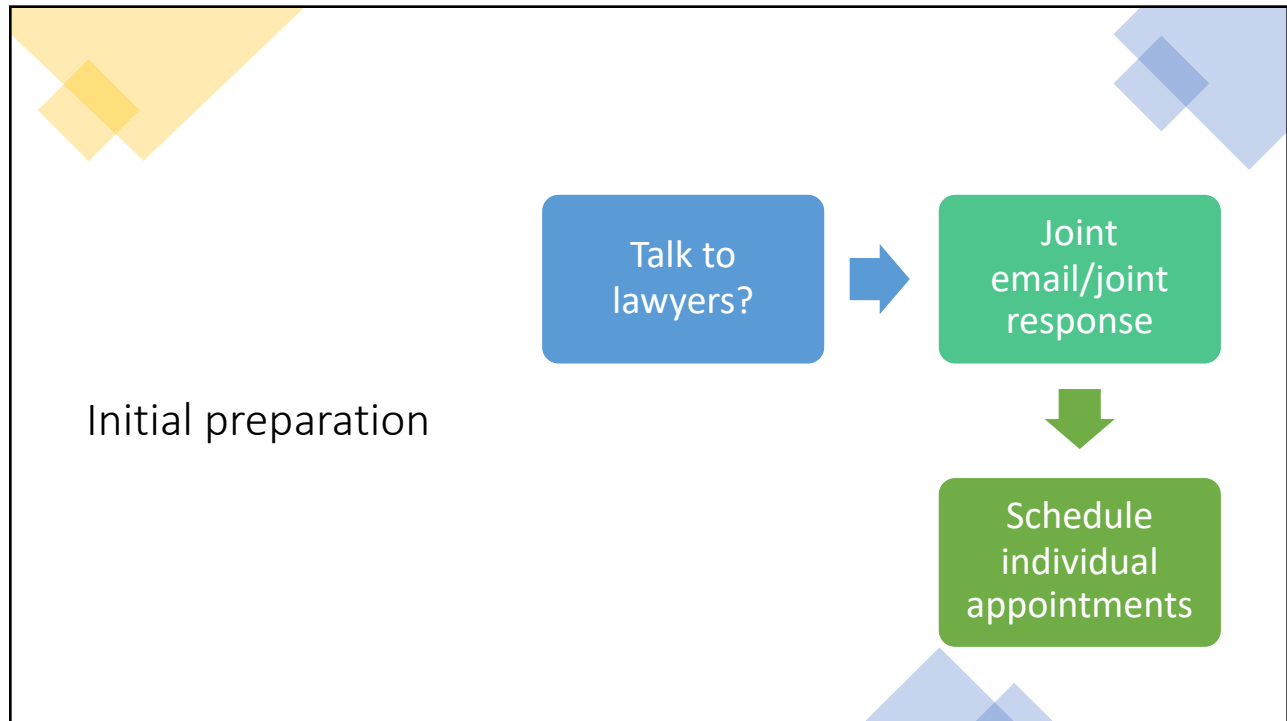 Initial preparation
Talk to
lawyers?
Joint
email/joint
response
Schedule
individual
appointments